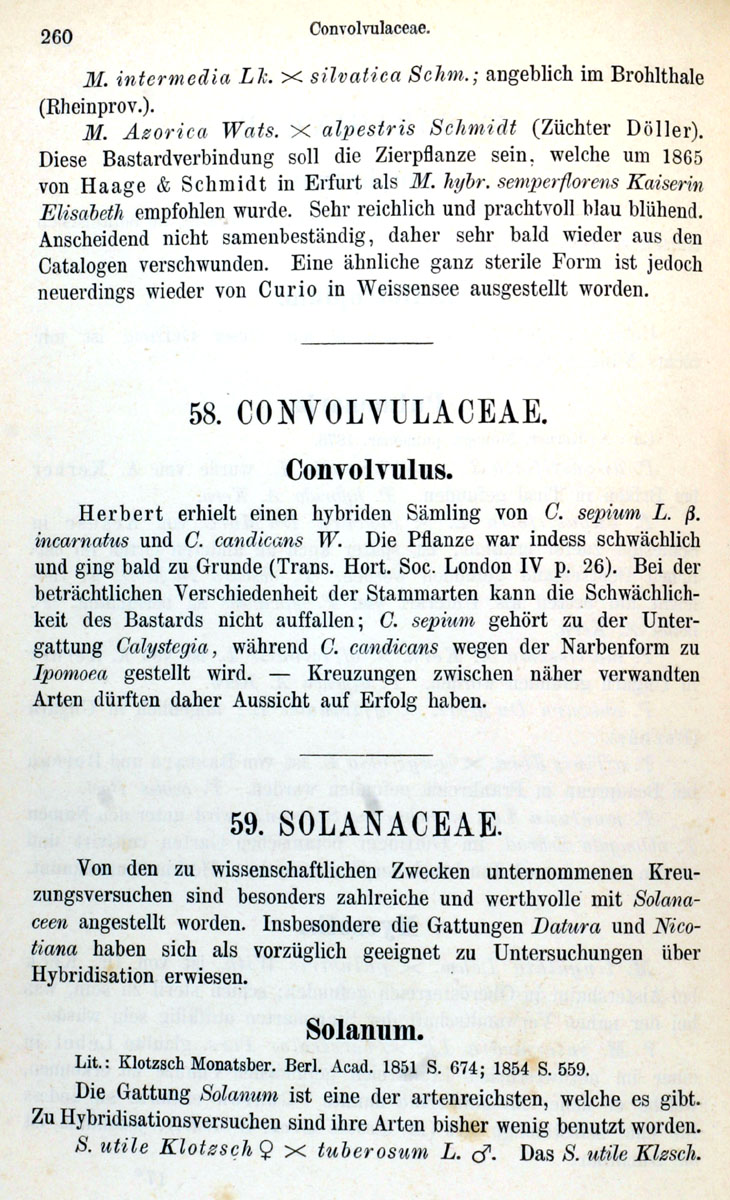 260
Convolvulaceae.
M. intermedia Lk. × silvatica Schm.; angeblich im Brohlthale
(Rheinprov.).
M. Azorica Wats. × alpestris Schmidt (Züchter Döller).
Diese Bastardverbindung soll die Zierpflanze sein, welche um 1865
von Haage & Schmidt in Erfurt als M. hybr. semperflorens Kaiserin
Elisabeth empfohlen wurde. Sehr reichlich und prachtvoll blau blühend.
Anscheidend nicht samenbeständig, daher sehr bald wieder aus den
Catalogen verschwunden. Eine ähnliche ganz sterile Form ist jedoch
neuerdings wieder von Curio in Weissensee ausgestellt worden.
58. CONVOLVULACEAE.
Convolvulus.
Herbert erhielt einen hybriden Sämling von C. sepium L. β.
incarnatus und C. candicans W. Die Pflanze war indess schwächlich
und ging bald zu Grunde (Trans. Hort. Soc. London IV p. 26). Bei der
beträchtlichen Verschiedenheit der Stammarten kann die Schwächlich-
keit des Bastards nicht auffallen; C. sepium gehört zu der Unter-
gattung Calystegia, während C. candicans wegen der Narbenform zu
Ipomoea gestellt wird. — Kreuzungen zwischen näher verwandten
Arten dürften daher Aussicht auf Erfolg haben.
59. SOLANACEAE.
Von den zu wissenschaftlichen Zwecken unternommenen Kreu-
zungsversuchen sind besonders zahlreiche und werthvolle mit Solana-
ceen angestellt worden. Insbesondere die Gattungen Datura und Nico-
tiana haben sich als vorzüglich geeignet zu Untersuchungen über
Hybridisation erwiesen.
Solanum.
Lit.: Klotzsch Monatsber. Berl. Acad. 1851 S. 674; 1854 S. 559.
Die Gattung Solanum ist eine der artenreichsten, welche es gibt.
Zu Hybridisationsversuchen sind ihre Arten bisher wenig benutzt worden.
S. utile Klotzsch ♀ × tuberosum L. ♂. Das S. utile Klzsch.